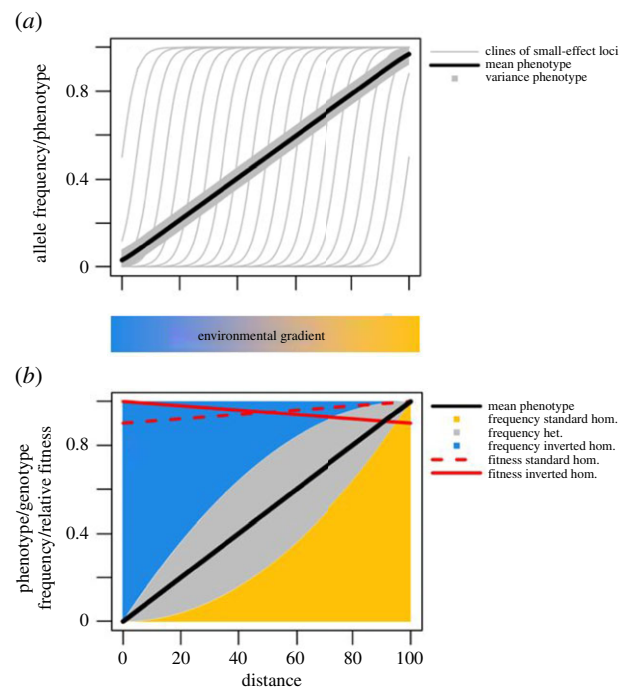 (a)
allele frequency/phenotype
0.8
0.4
0
clines of small-effect loci
mean phenotype
variance phenotype
environmental gradient
(b)
phenotype/genotype
frequency/relative fitness
0.8
0.4
0
mean phenotype
frequency standard hom.
frequency het.
frequency inverted hom.
fitness standard hom.
fitness inverted hom.
0 20 40 60 80 100
distance